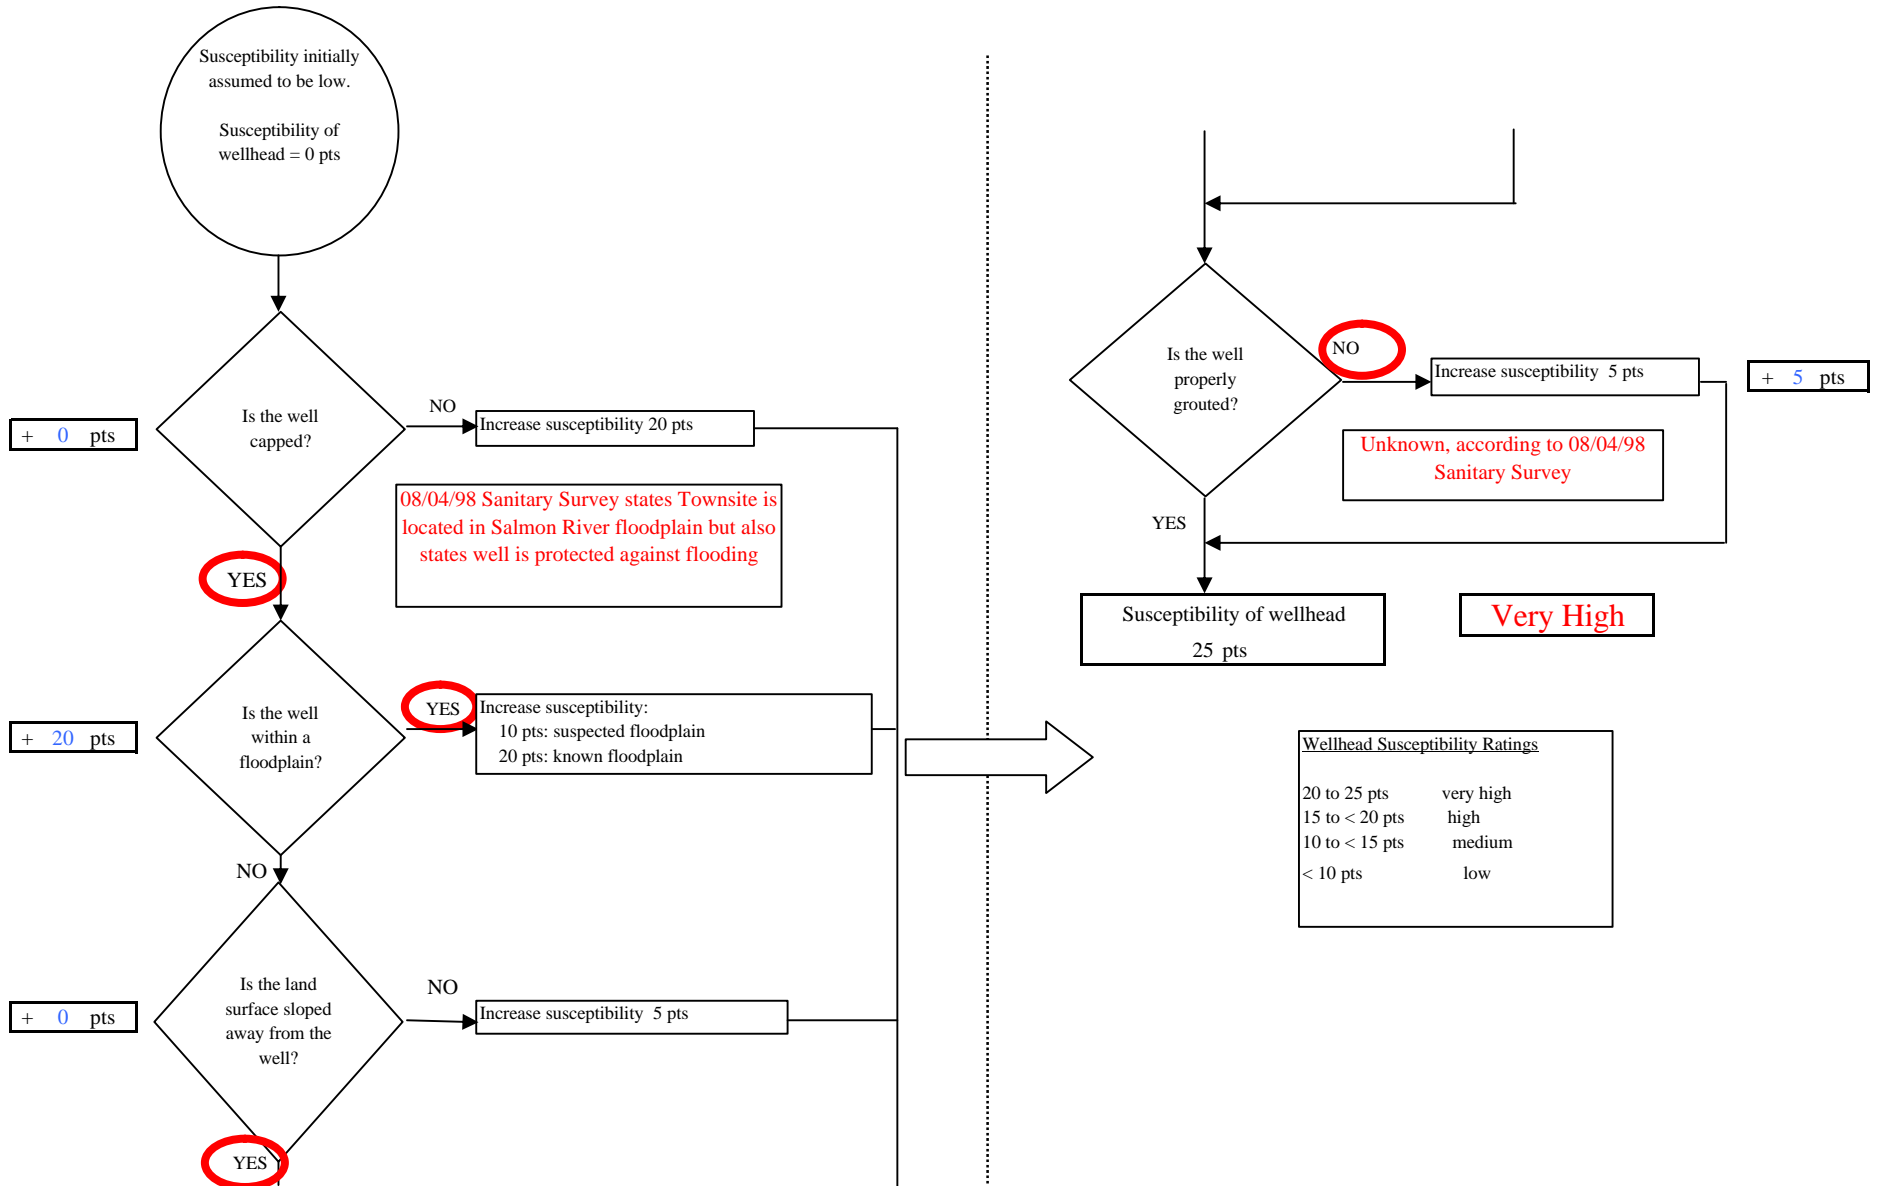 Susceptibility initially
assumed to be low.
Susceptibility of
wellhead = 0 pts
Is the well
capped?
NO
Increase susceptibility 20 pts
+ 0 pts
08/04/98 Sanitary Survey states Townsite is
located in Salmon River floodplain but also
states well is protected against flooding
YES
Is the well
within a
floodplain?
YES
Increase susceptibility:
10 pts: suspected floodplain
20 pts: known floodplain
+ 20 pts
NO
Is the land
surface sloped
away from the
well?
NO
Increase susceptibility 5 pts
+ 0 pts
YES
Is the well
properly
grouted?
NO
Increase susceptibility 5 pts
+ 5 pts
Unknown, according to 08/04/98
Sanitary Survey
YES
Susceptibility of wellhead
25 pts
Very High
Wellhead Susceptibility Ratings
20 to 25 pts very high
15 to < 20 pts high
10 to < 15 pts medium
< 10 pts low